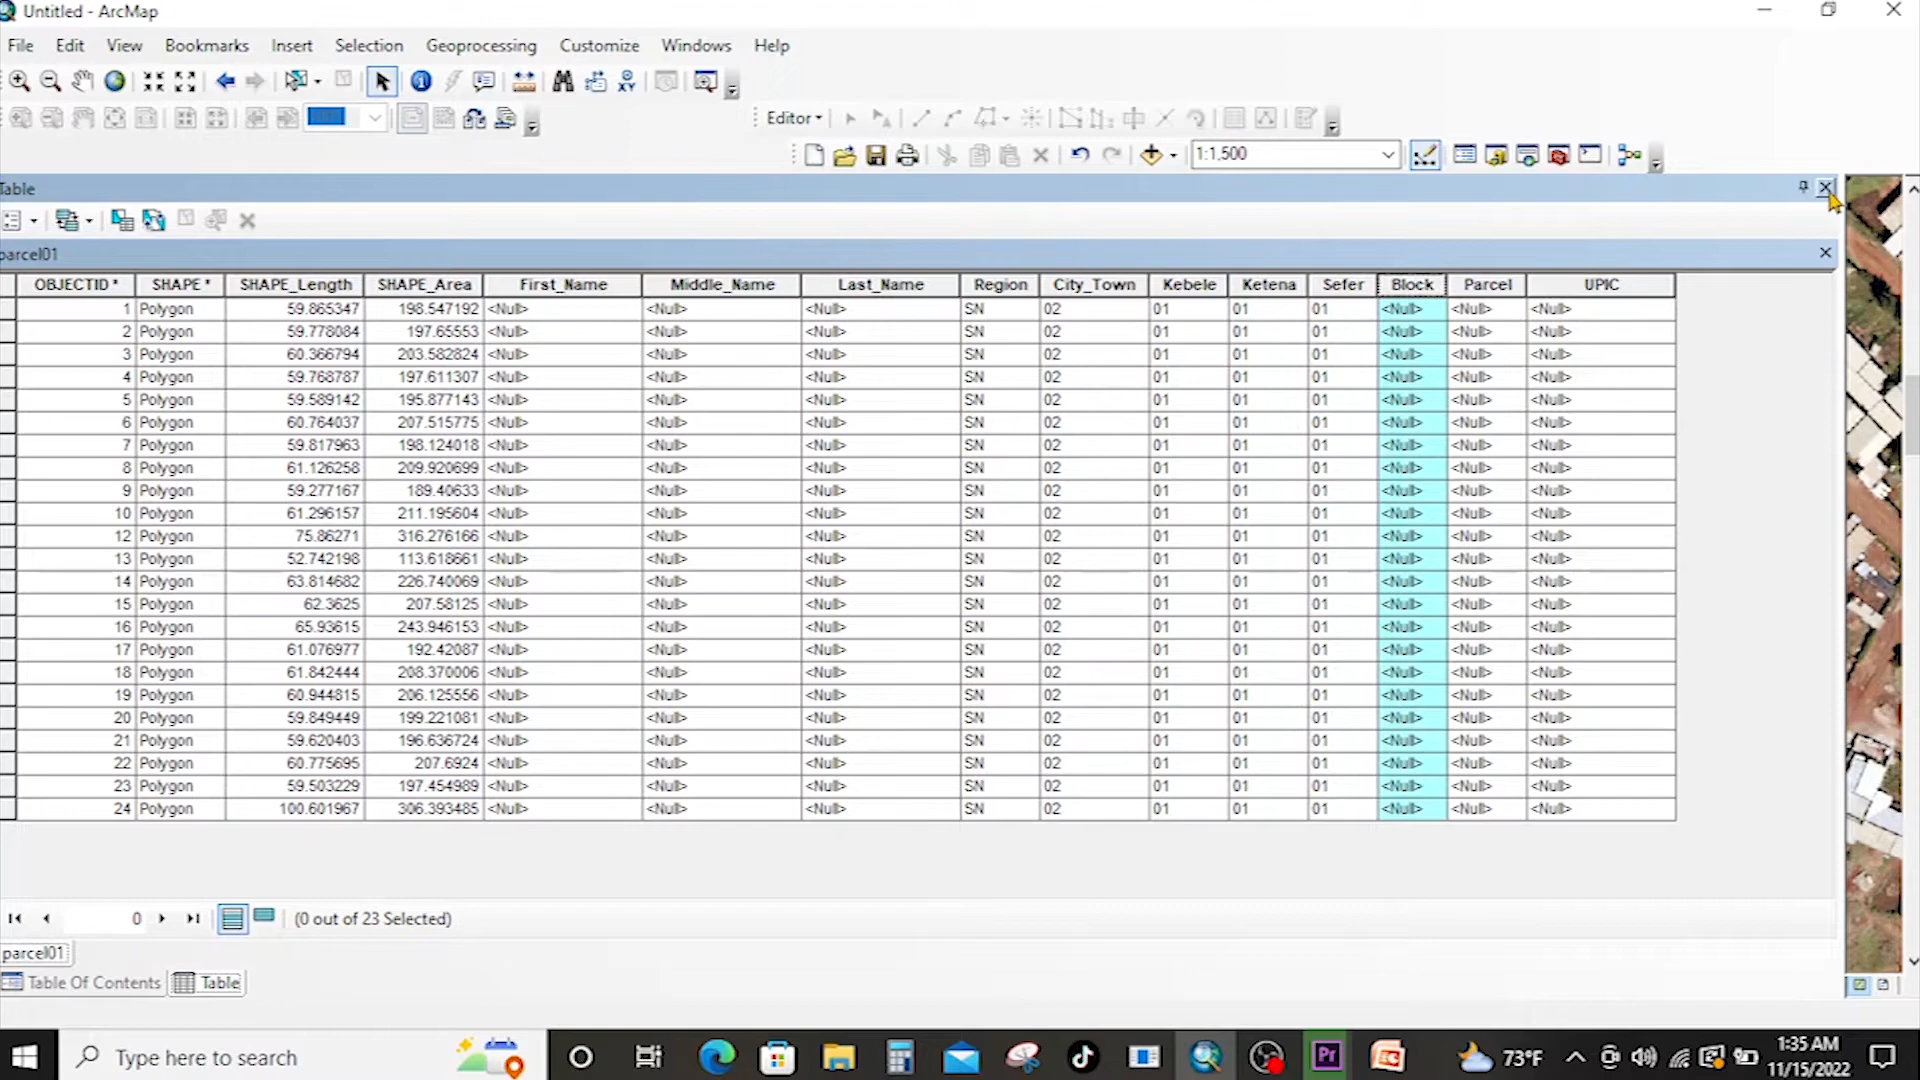 Untitled - ArcMap
File Edit View Bookmarks Insert Selection Geoprocessing Customize Windows Help
Editor
1:1,500
Table
parcel01
OBJECTID * SHAPE * SHAPE_Length SHAPE_Area First_Name Middle_Name Last_Name Region City_Town Kebele Ketena Sefer Block Parcel UPIC
1 Polygon 59.865347 198.547192 <Null> <Null> <Null> SN 02 01 01 01 <Null> <Null> <Null>
2 Polygon 59.778084 197.65553 <Null> <Null> <Null> SN 02 01 01 01 <Null> <Null> <Null>
3 Polygon 60.366794 203.582824 <Null> <Null> <Null> SN 02 01 01 01 <Null> <Null> <Null>
4 Polygon 59.768787 197.611307 <Null> <Null> <Null> SN 02 01 01 01 <Null> <Null> <Null>
5 Polygon 59.589142 195.877143 <Null> <Null> <Null> SN 02 01 01 01 <Null> <Null> <Null>
6 Polygon 60.764037 207.515775 <Null> <Null> <Null> SN 02 01 01 01 <Null> <Null> <Null>
7 Polygon 59.817963 198.124018 <Null> <Null> <Null> SN 02 01 01 01 <Null> <Null> <Null>
8 Polygon 61.126258 209.920699 <Null> <Null> <Null> SN 02 01 01 01 <Null> <Null> <Null>
9 Polygon 59.277167 189.40633 <Null> <Null> <Null> SN 02 01 01 01 <Null> <Null> <Null>
10 Polygon 61.296157 211.195604 <Null> <Null> <Null> SN 02 01 01 01 <Null> <Null> <Null>
12 Polygon 75.86271 316.276166 <Null> <Null> <Null> SN 02 01 01 01 <Null> <Null> <Null>
13 Polygon 52.742198 113.618661 <Null> <Null> <Null> SN 02 01 01 01 <Null> <Null> <Null>
14 Polygon 63.814682 226.740069 <Null> <Null> <Null> SN 02 01 01 01 <Null> <Null> <Null>
15 Polygon 62.3625 207.58125 <Null> <Null> <Null> SN 02 01 01 01 <Null> <Null> <Null>
16 Polygon 65.93615 243.946153 <Null> <Null> <Null> SN 02 01 01 01 <Null> <Null> <Null>
17 Polygon 61.076977 192.42087 <Null> <Null> <Null> SN 02 01 01 01 <Null> <Null> <Null>
18 Polygon 61.842444 208.370006 <Null> <Null> <Null> SN 02 01 01 01 <Null> <Null> <Null>
19 Polygon 60.944815 206.125556 <Null> <Null> <Null> SN 02 01 01 01 <Null> <Null> <Null>
20 Polygon 59.849449 199.221081 <Null> <Null> <Null> SN 02 01 01 01 <Null> <Null> <Null>
21 Polygon 59.620403 196.636724 <Null> <Null> <Null> SN 02 01 01 01 <Null> <Null> <Null>
22 Polygon 60.775695 207.6924 <Null> <Null> <Null> SN 02 01 01 01 <Null> <Null> <Null>
23 Polygon 59.503229 197.454989 <Null> <Null> <Null> SN 02 01 01 01 <Null> <Null> <Null>
24 Polygon 100.601967 306.393485 <Null> <Null> <Null> SN 02 01 01 01 <Null> <Null> <Null>
0 (0 out of 23 Selected)
parcel01
Table Of Contents Table
Type here to search Pr 73°F 1:35 AM
11/15/2022